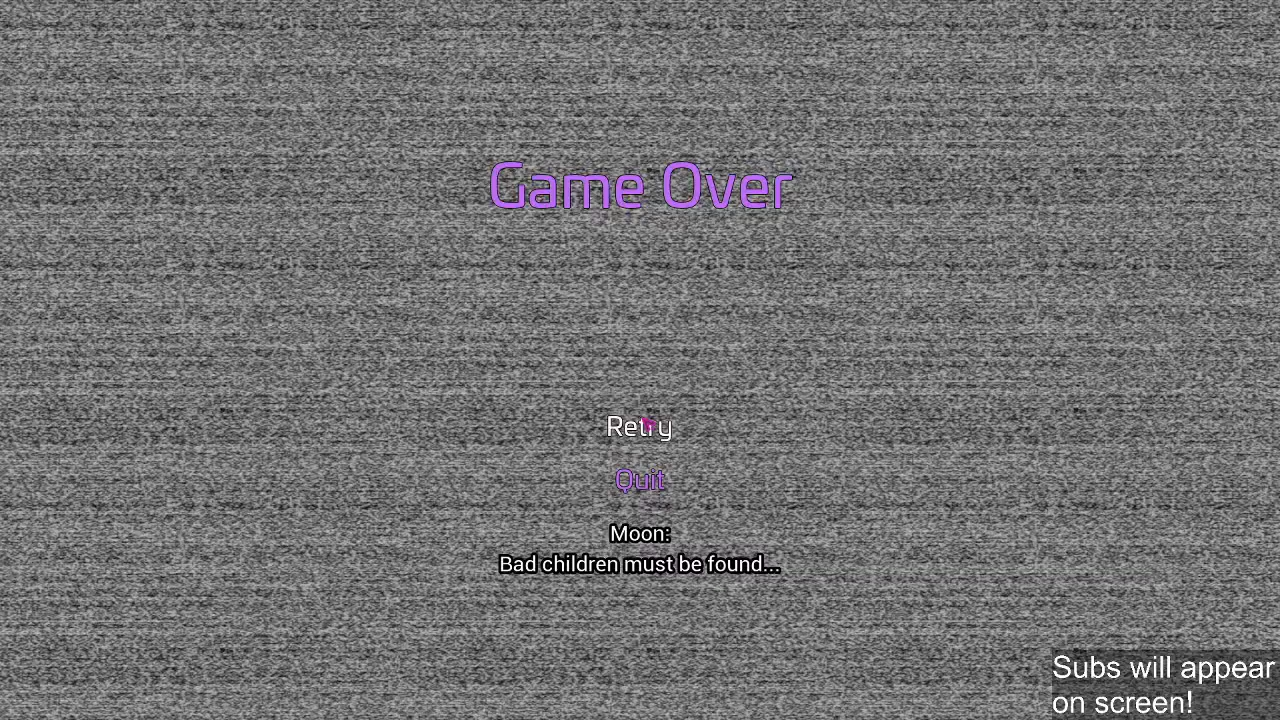 Game Over
Retry
Quit
Moon:
Bad children must be found...
Subs will appear
on screen!